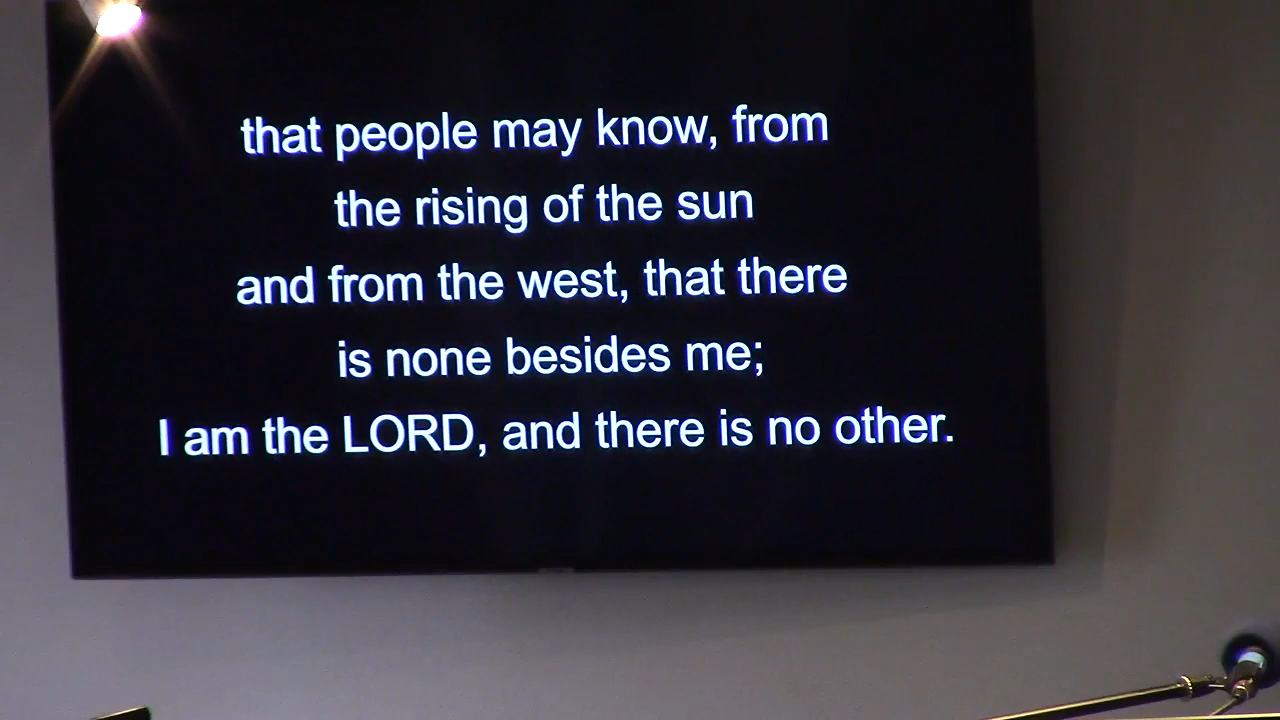 that people may know, from
the rising of the sun
and from the west, that there
is none besides me;
I am the LORD, and there is no other.